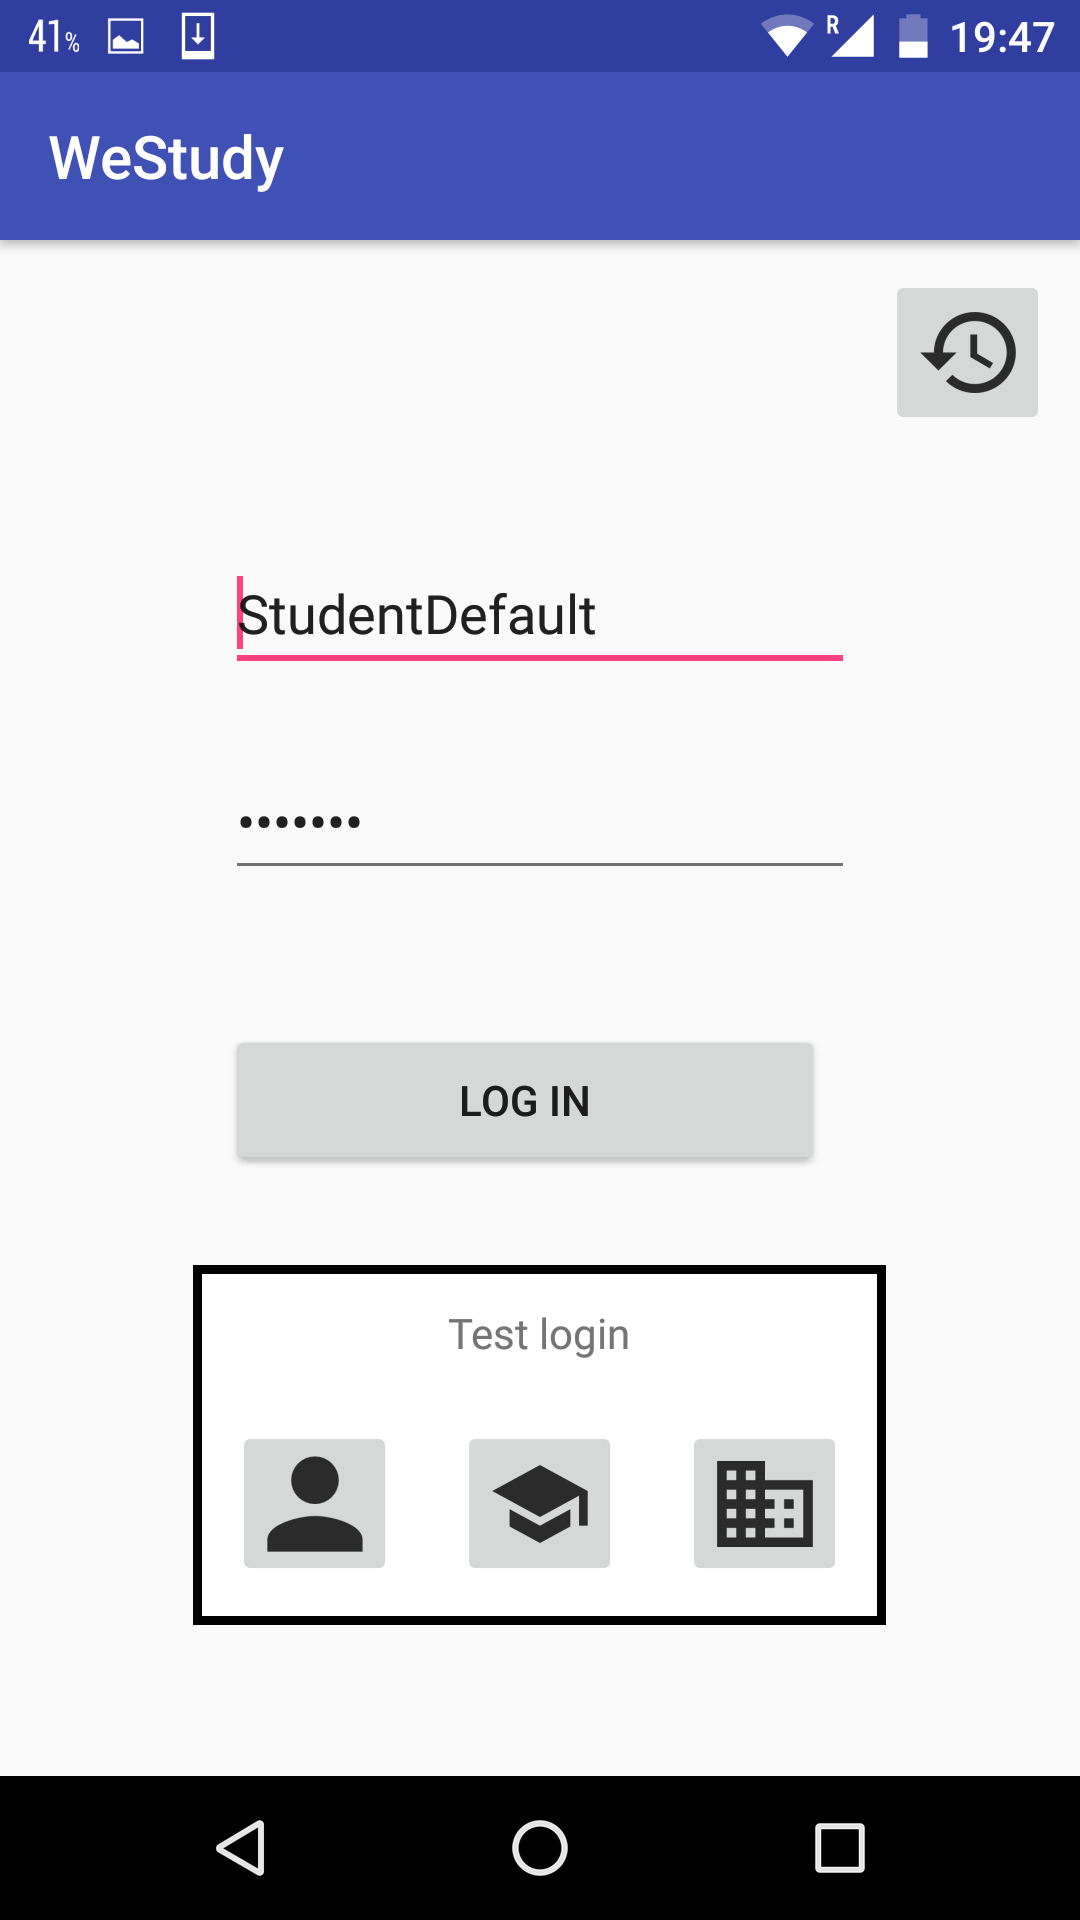 41% R 19:47
WeStudy
StudentDefault
•••••••
LOG IN
Test login